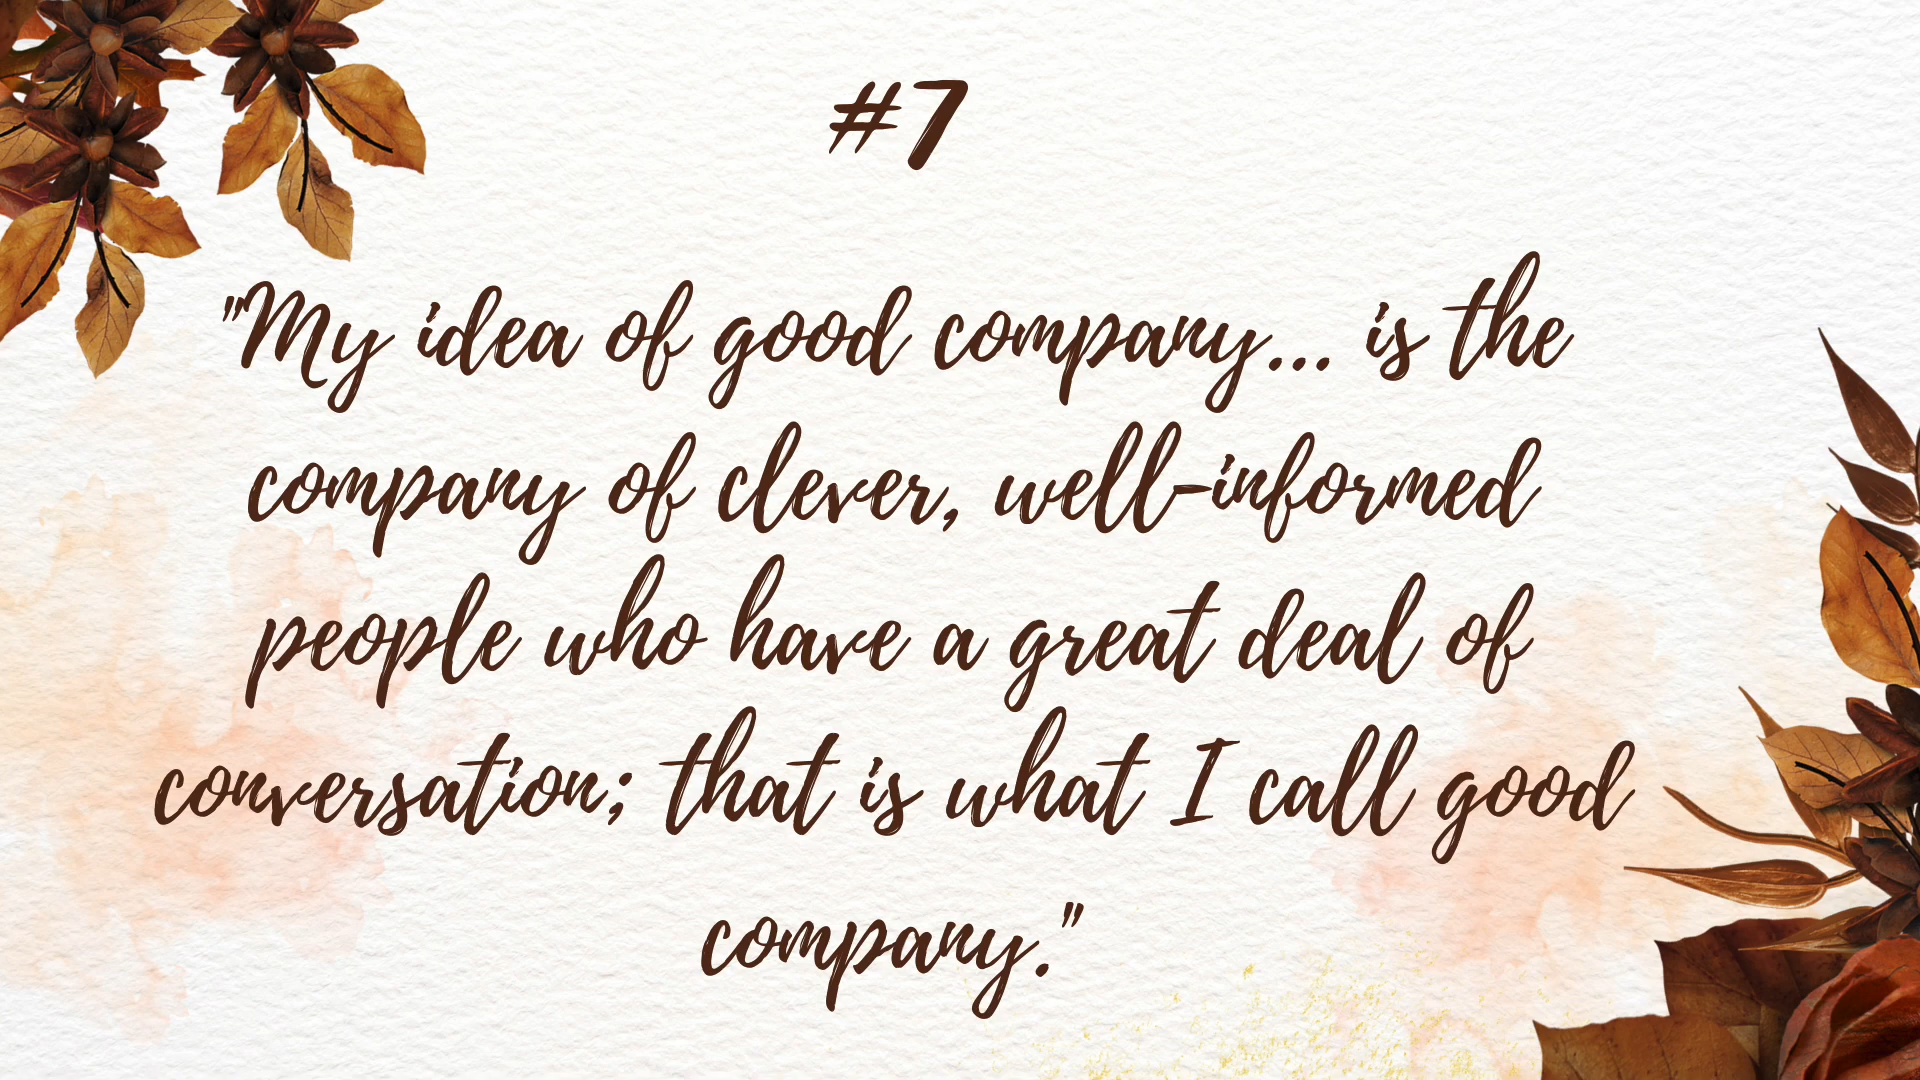 #7
"My idea of good company... is the
company of clever, well-informed
people who have a great deal of
conversation; that is what I call good
company."